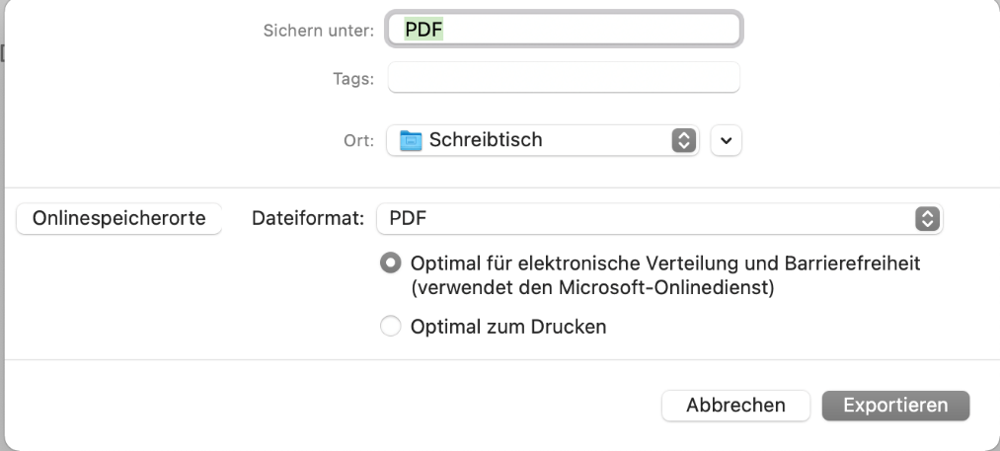 Sichern unter: PDF
Tags:
Ort: Schreibtisch
Onlinespeicherorte Dateiformat: PDF
Optimal für elektronische Verteilung und Barrierefreiheit
(verwendet den Microsoft-Onlinedienst)
Optimal zum Drucken
Abbrechen Exportieren